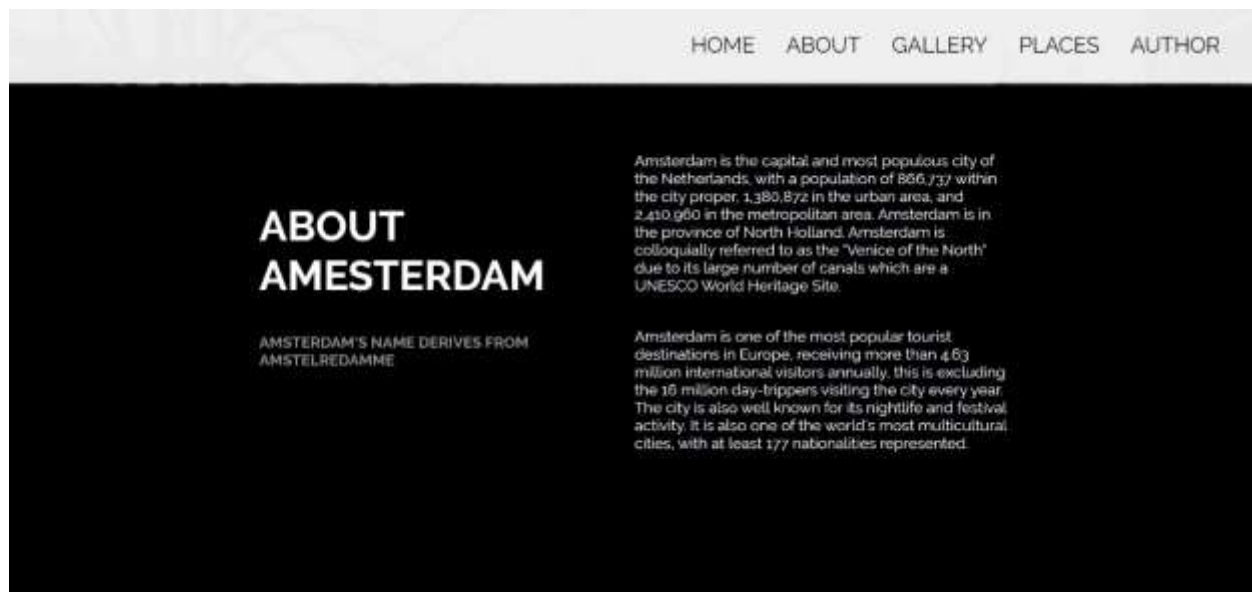 HOME ABOUT GALLERY PLACES AUTHOR
ABOUT
AMESTERDAM
AMSTERDAM'S NAME DERIVES FROM
AMSTELREDAMME
Amsterdam is the capital and most populous city of
the Netherlands, with a population of 866,737 within
the city proper, 1,380,872 in the urban area, and
2,410,960 in the metropolitan area. Amsterdam is in
the province of North Holland. Amsterdam is
colloquially referred to as the "Venice of the North"
due to its large number of canals which are a
UNESCO World Heritage Site.
Amsterdam is one of the most popular tourist
destinations in Europe, receiving more than 4.63
million international visitors annually, this is excluding
the 16 million day-trippers visiting the city every year.
The city is also well known for its nightlife and festival
activity. It is also one of the world's most multicultural
cities, with at least 177 nationalities represented.